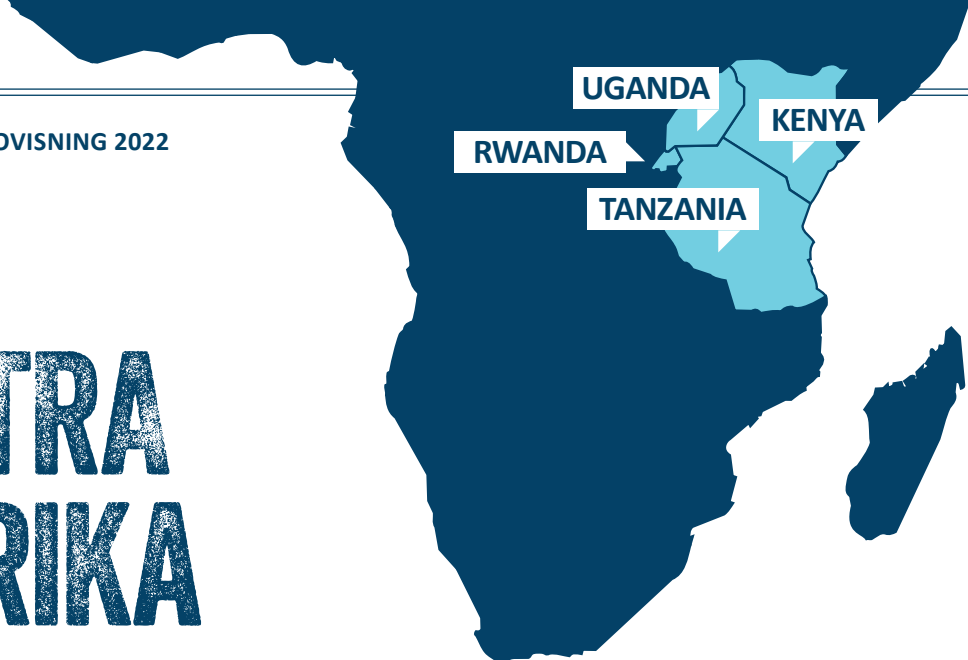 OVISNING 2022
UGANDA
KENYA
RWANDA
TANZANIA
TRA
RIKA